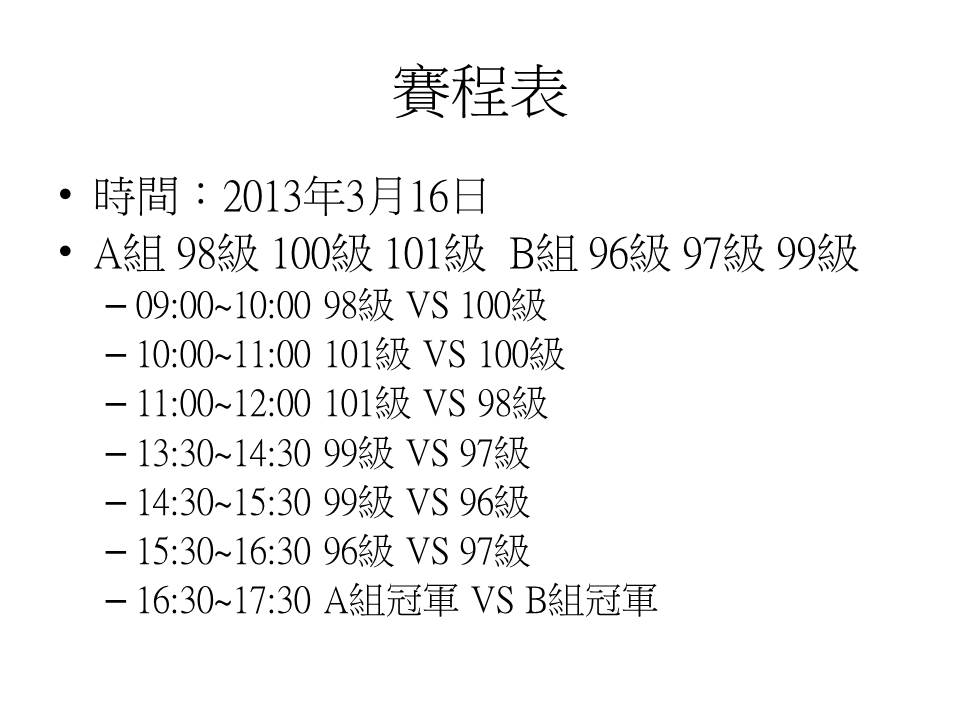 賽程表
• 時間：2013年3月16日
• A組 98級 100級 101級  B組 96級 97級 99級
– 09:00~10:00 98級 VS 100級
– 10:00~11:00 101級 VS 100級
– 11:00~12:00 101級 VS 98級
– 13:30~14:30 99級 VS 97級
– 14:30~15:30 99級 VS 96級
– 15:30~16:30 96級 VS 97級
– 16:30~17:30 A組冠軍 VS B組冠軍